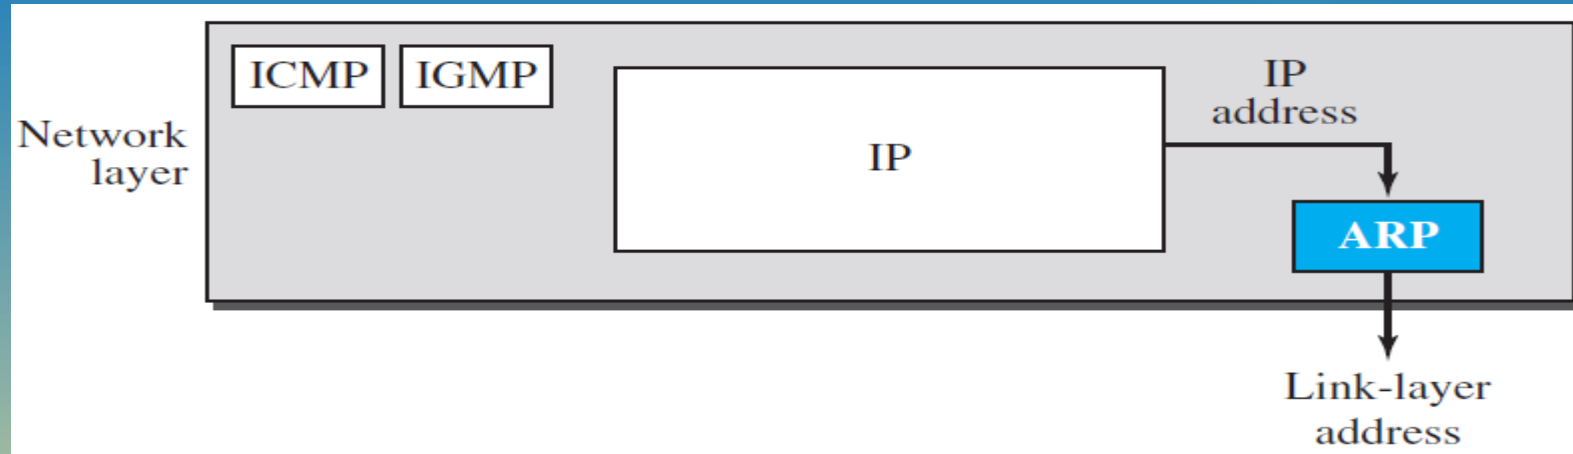 ICMP
IGMP
IP
address
Network
layer
IP
ARP
Link-layer
address